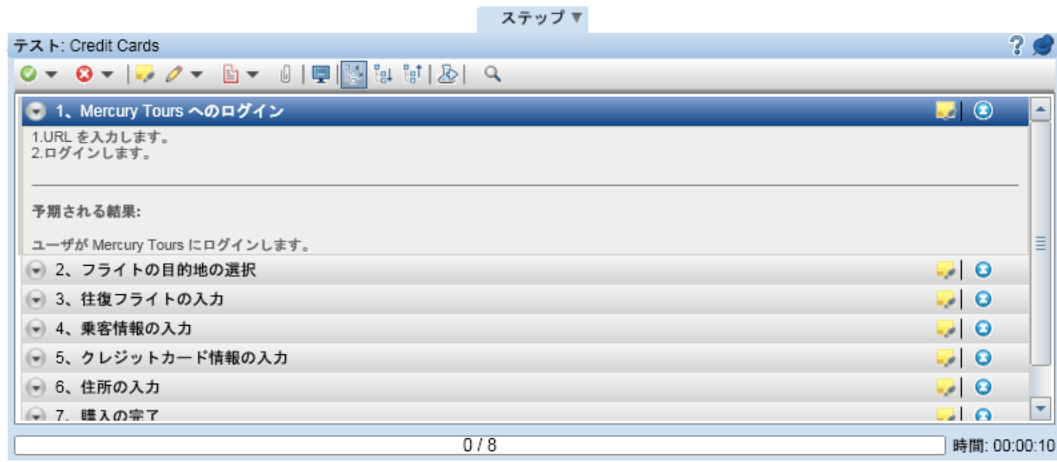 ステップ ▼
テスト: Credit Cards
1、Mercury Tours へのログイン
1.URL を入力します。
2.ログインします。
予期される結果:
ユーザが Mercury Tours にログインします。
2、フライトの目的地の選択
3、往復フライトの入力
4、乗客情報の入力
5、クレジットカード情報の入力
6、住所の入力
7、購入の完了
0 / 8
時間: 00:00:10